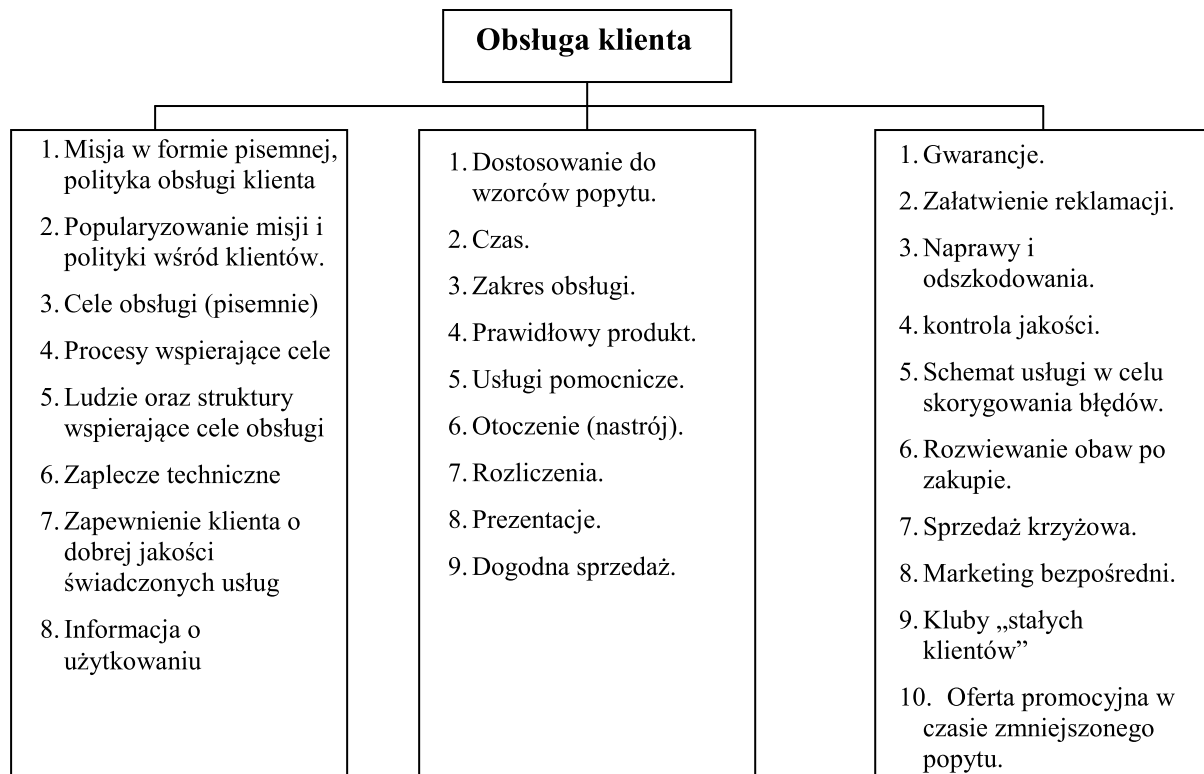 Obsługa klienta
1. Misja w formie pisemnej,
polityka obsługi klienta
2. Popularyzowanie misji i
polityki wśród klientów.
3. Cele obsługi (pisemnie)
4. Procesy wspierające cele
5. Ludzie oraz struktury
wspierające cele obsługi
6. Zaplecze techniczne
7. Zapewnienie klienta o
dobrej jakości
świadczonych usług
8. Informacja o
użytkowaniu
1. Dostosowanie do
wzorców popytu.
2. Czas.
3. Zakres obsługi.
4. Prawidłowy produkt.
5. Usługi pomocnicze.
6. Otoczenie (nastrój).
7. Rozliczenia.
8. Prezentacje.
9. Dogodna sprzedaż.
1. Gwarancje.
2. Załatwienie reklamacji.
3. Naprawy i
odszkodowania.
4. kontrola jakości.
5. Schemat usługi w celu
skorygowania błędów.
6. Rozwiewanie obaw po
zakupie.
7. Sprzedaż krzyżowa.
8. Marketing bezpośredni.
9. Kluby „stałych
klientów”
10. Oferta promocyjna w
czasie zmniejszonego
popytu.